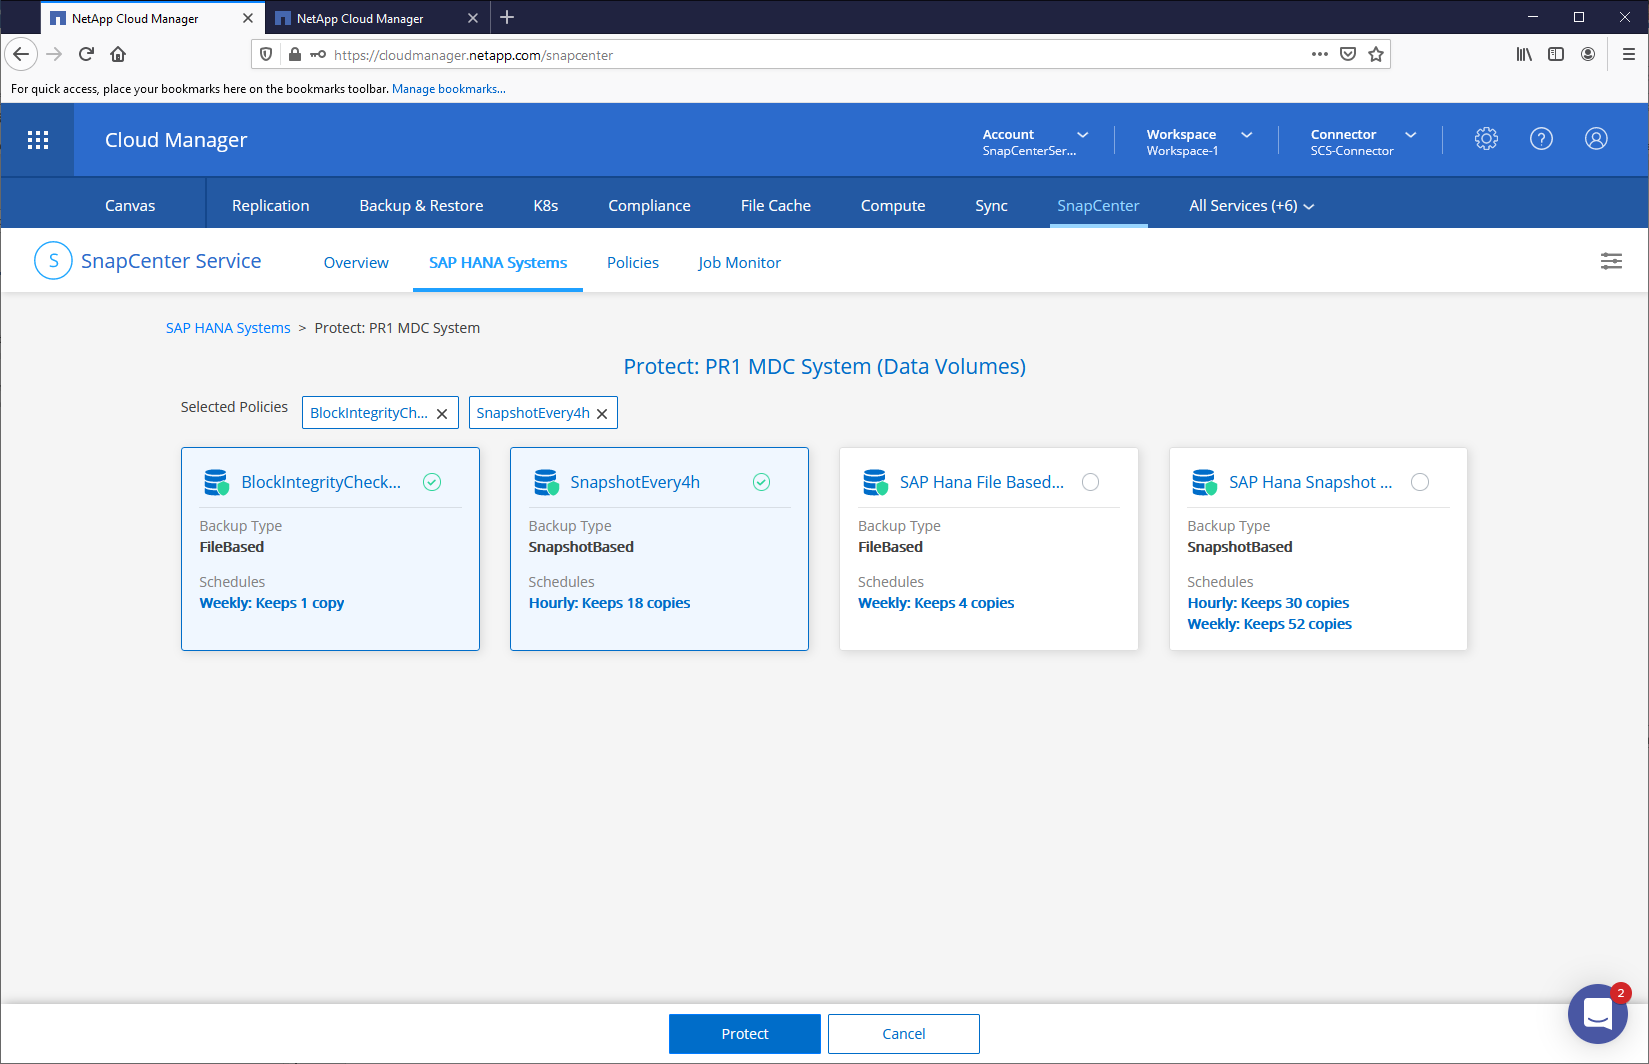 NetApp Cloud Manager
NetApp Cloud Manager
https://cloudmanager.netapp.com/snapcenter
For quick access, place your bookmarks here on the bookmarks toolbar. Manage bookmarks...
Cloud Manager
Account
SnapCenterSer...
Workspace
Workspace-1
Connector
SCS-Connector
?
Canvas
Replication
Backup & Restore
K8s
Compliance
File Cache
Compute
Sync
SnapCenter
All Services (+6)
S
SnapCenter Service
Overview
SAP HANA Systems
Policies
Job Monitor
SAP HANA Systems > Protect: PR1 MDC System
Protect: PR1 MDC System (Data Volumes)
Selected Policies
BlockIntegrityCh...
SnapshotEvery4h
BlockIntegrityCheck...
Backup Type
FileBased
Schedules
Weekly: Keeps 1 copy
SnapshotEvery4h
Backup Type
SnapshotBased
Schedules
Hourly: Keeps 18 copies
SAP Hana File Based...
Backup Type
FileBased
Schedules
Weekly: Keeps 4 copies
SAP Hana Snapshot ...
Backup Type
SnapshotBased
Schedules
Hourly: Keeps 30 copies
Weekly: Keeps 52 copies
Protect
Cancel
2